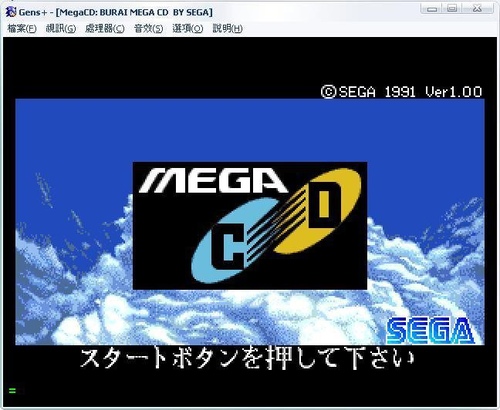 Gens+ - [MegaCD: BURAI MEGA CD BY SEGA]
檔案(F) 視訊(G) 處理器(C) 音效(S) 選項(O) 說明(H)
©SEGA 1991 Ver1.00
MEGA
CD
SEGA
スタートボタンを押して下さい
=